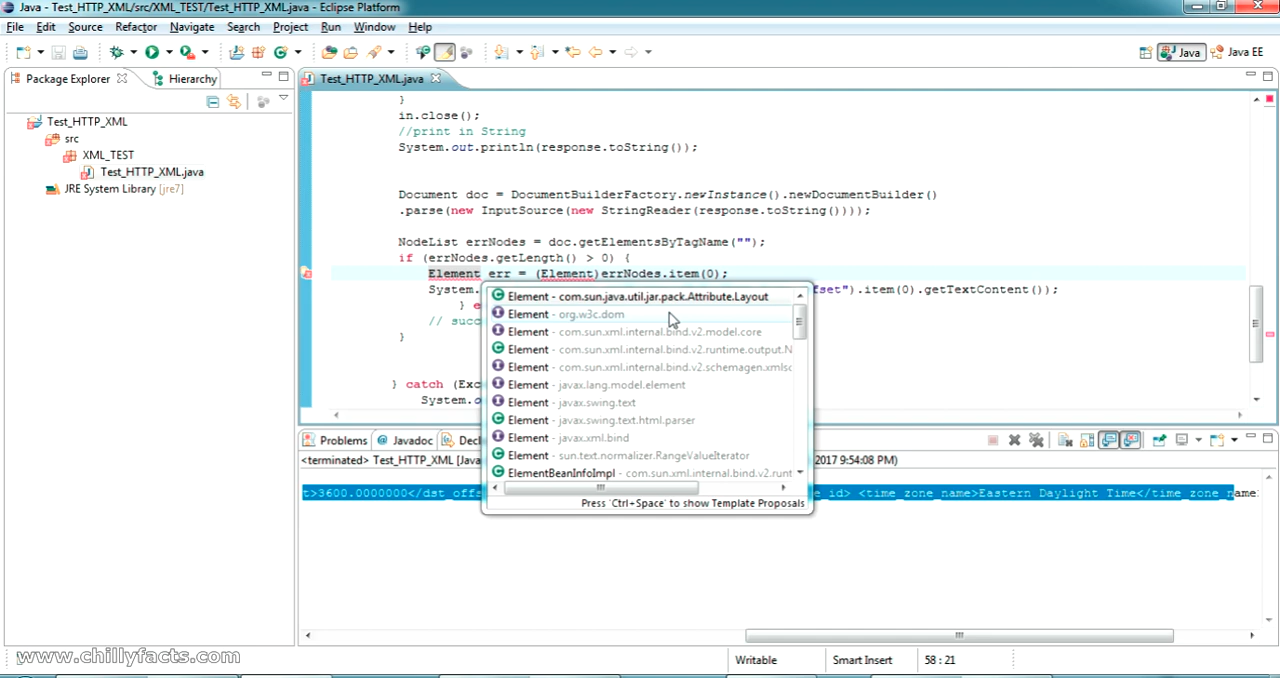 Java - Test_HTTP_XML/src/XML_TEST/Test_HTTP_XML.java - Eclipse Platform
File Edit Source Refactor Navigate Search Project Run Window Help
Java Java EE
Package Explorer Hierarchy
Test_HTTP_XML
src
XML_TEST
Test_HTTP_XML.java
JRE System Library [jre7]
Test_HTTP_XML.java
}
in.close();
//print in String
System.out.println(response.toString());
Document doc = DocumentBuilderFactory.newInstance().newDocumentBuilder()
.parse(new InputSource(new StringReader(response.toString())));
NodeList errNodes = doc.getElementsByTagName("");
if (errNodes.getLength() > 0) {
Element err = (Element)errNodes.item(0);
System. fset").item(0).getTextContent());
} e
// suc
}
} catch (Exc
System.o
Element - com.sun.java.util.jar.pack.Attribute.Layout
Element - org.w3c.dom
Element - com.sun.xml.internal.bind.v2.model.core
Element - com.sun.xml.internal.bind.v2.runtime.output.N
Element - com.sun.xml.internal.bind.v2.schemagen.xmlsc
Element - javax.lang.model.element
Element - javax.swing.text
Element - javax.swing.text.html.parser
Element - javax.xml.bind
Element - sun.text.normalizer.RangeValueIterator
ElementBeanInfoImpl - com.sun.xml.internal.bind.v2.runt
Press 'Ctrl+Space' to show Template Proposals
Problems @ Javadoc Decl
<terminated> Test_HTTP_XML [Java 2017 9:54:08 PM)
t>3600.0000000</dst_offs e_id> <time_zone_name>Eastern Daylight Time</time_zone_name>
Writable Smart Insert 58 : 21
www.chillyfacts.com